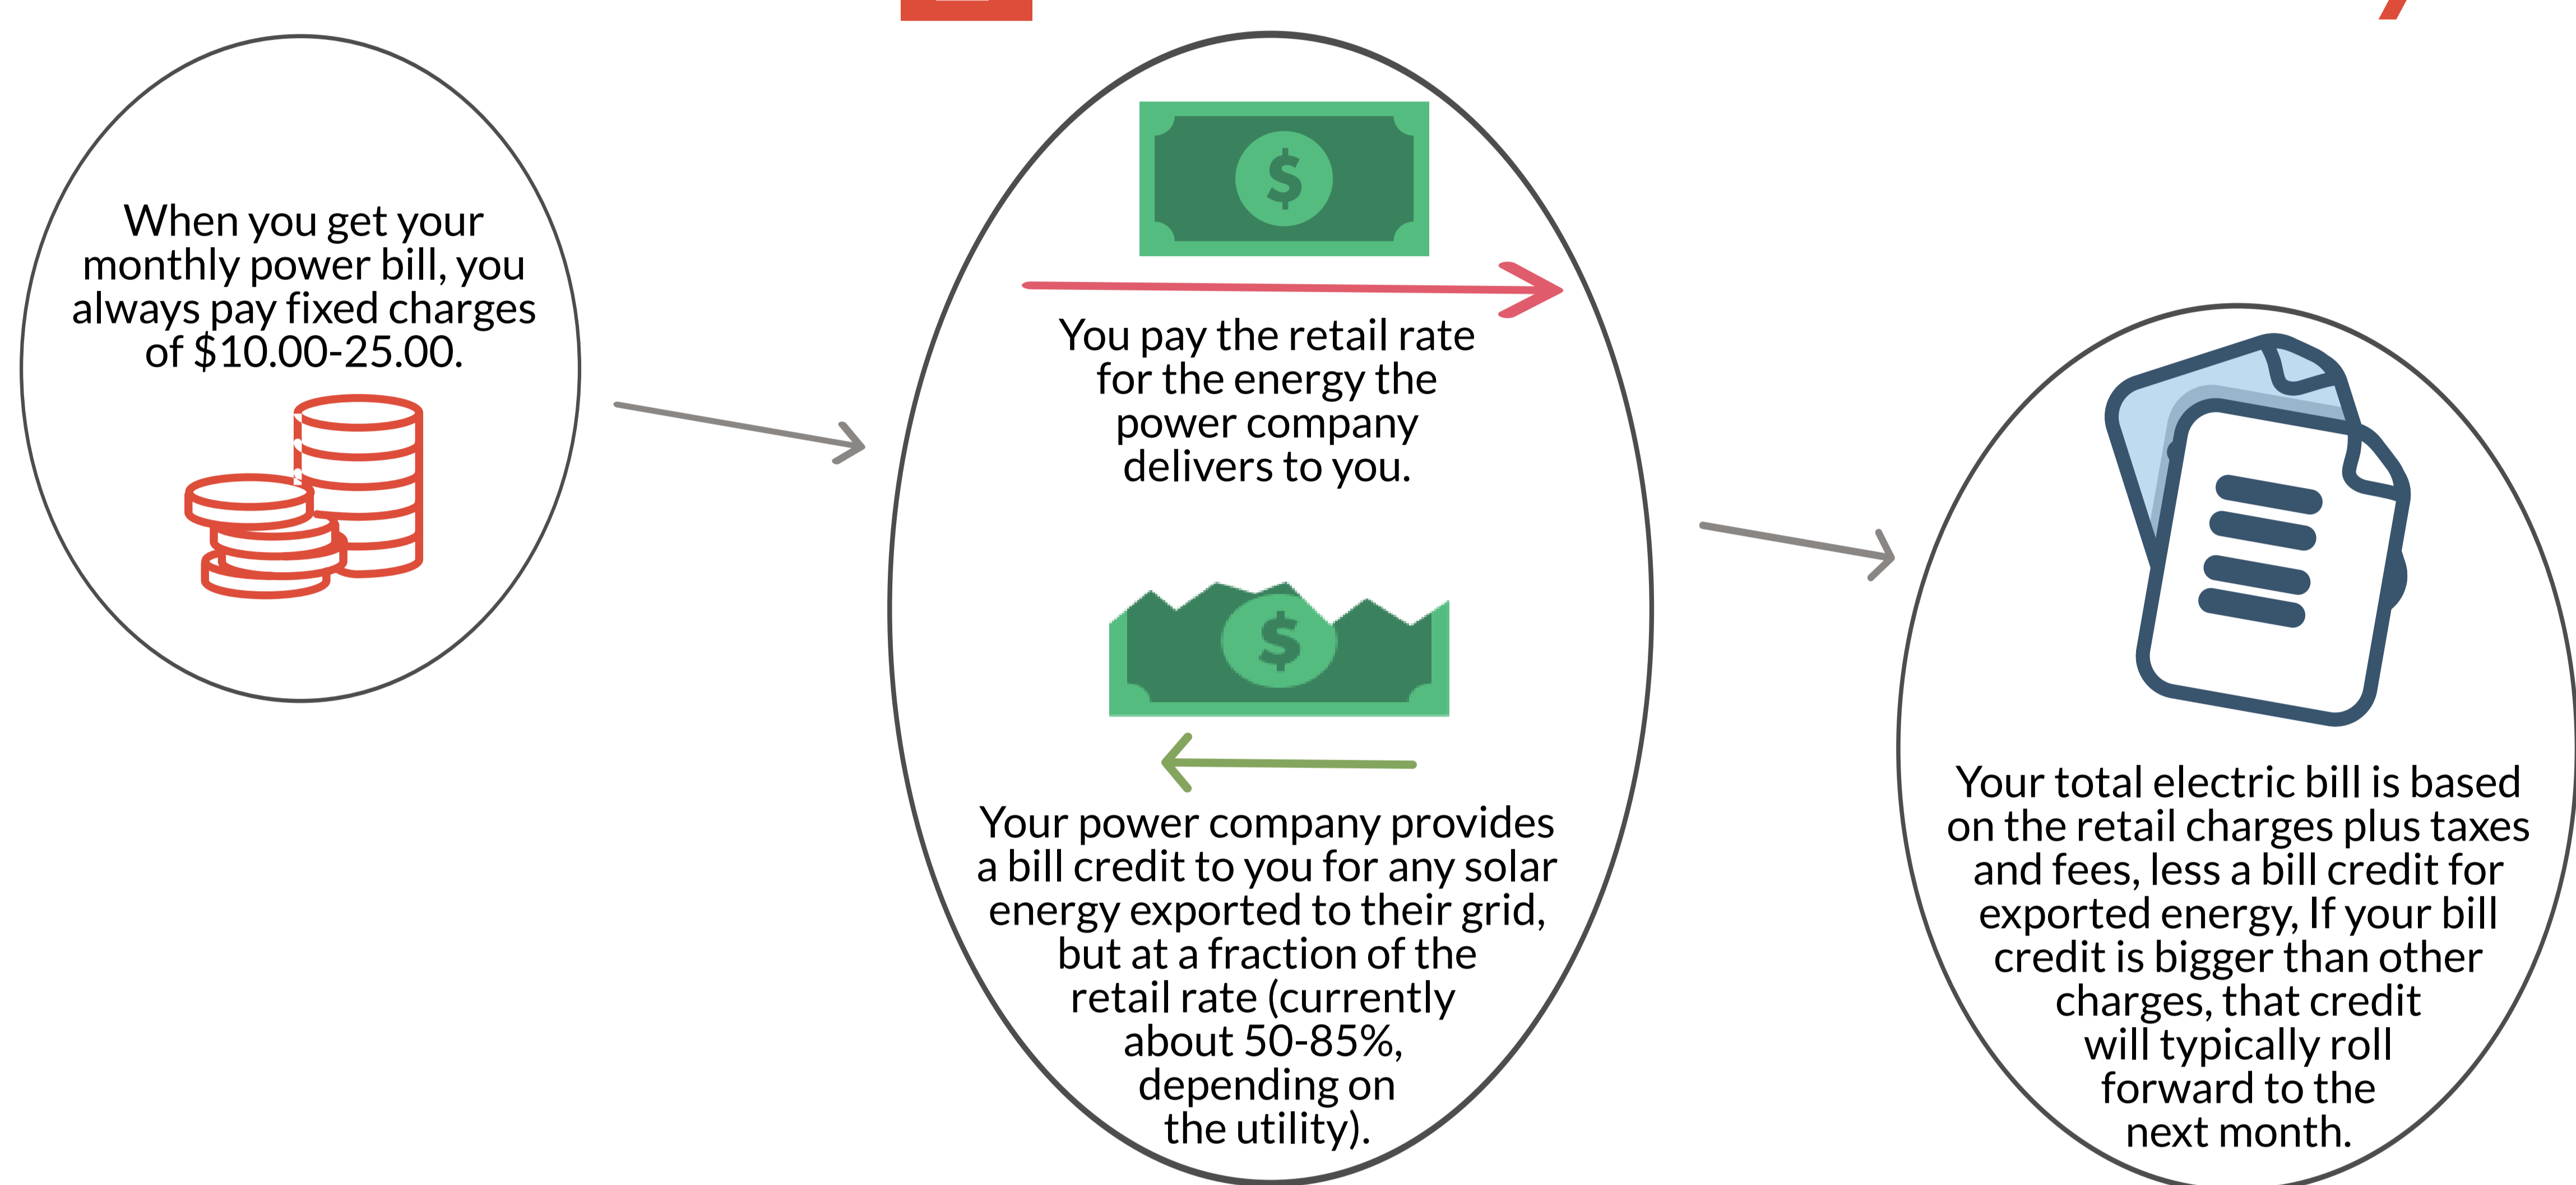 When you get your
monthly power bill, you
always pay fixed charges
of $10.00-25.00.
$
You pay the retail rate
for the energy the
power company
delivers to you.
$
Your power company provides
a bill credit to you for any solar
energy exported to their grid,
but at a fraction of the
retail rate (currently
about 50-85%,
depending on
the utility).
Your total electric bill is based
on the retail charges plus taxes
and fees, less a bill credit for
exported energy, If your bill
credit is bigger than other
charges, that credit
will typically roll
forward to the
next month.